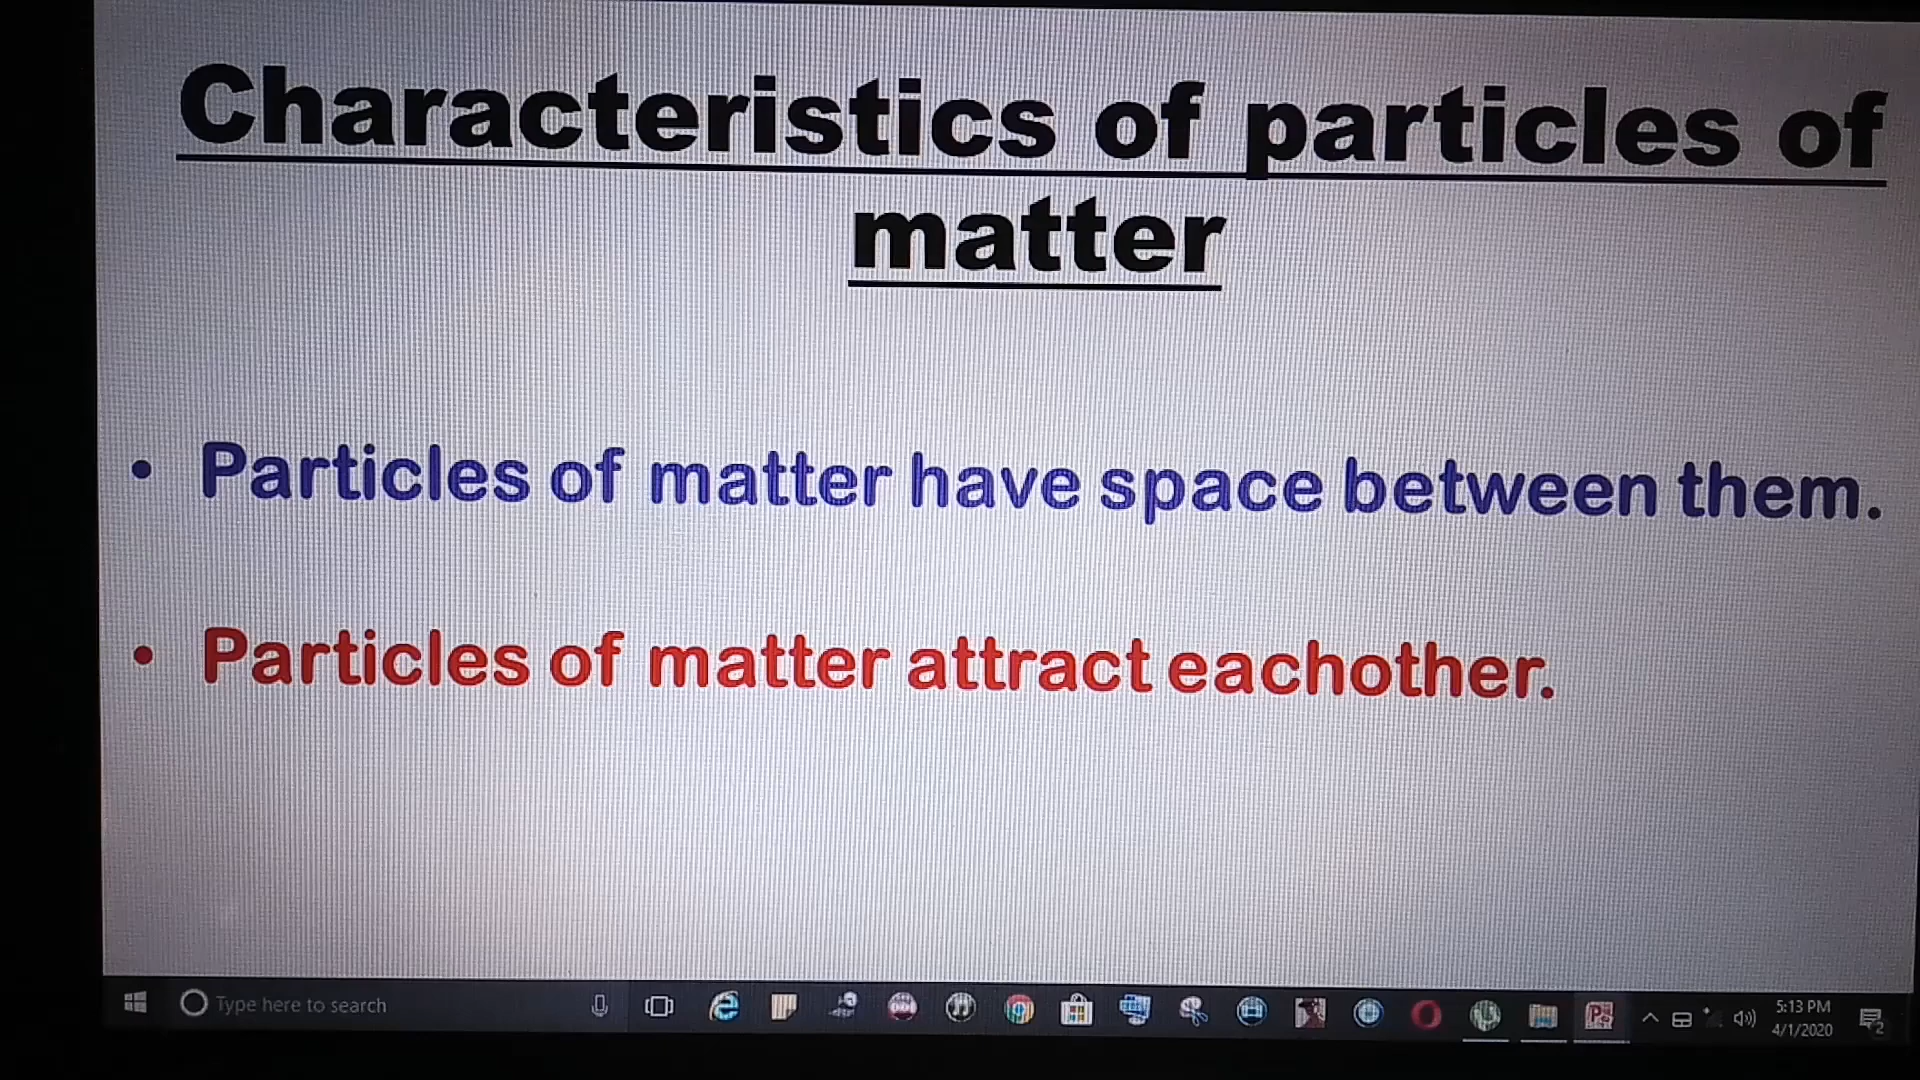 Characteristics of particles of
matter
• Particles of matter have space between them.
• Particles of matter attract eachother.
Type here to search
5:13 PM
4/1/2020
2